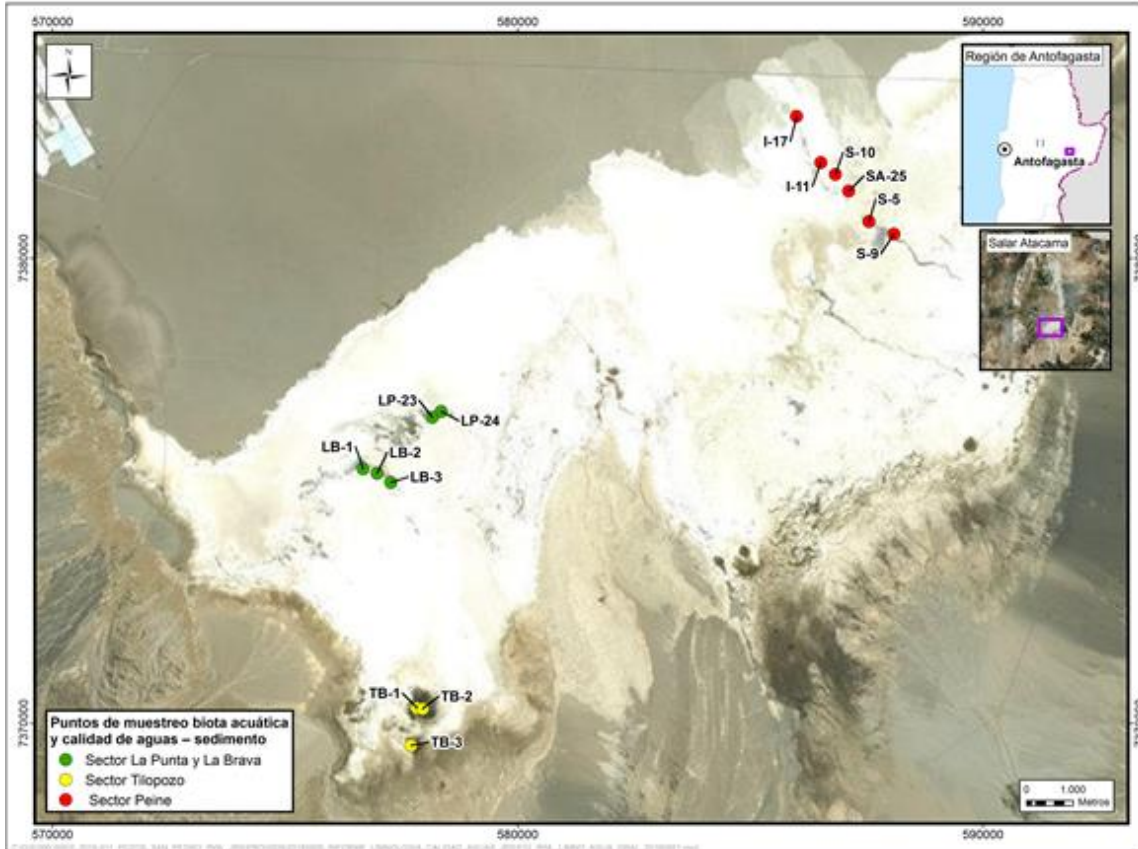 570000
580000
590000
N
Región de Antofagasta
Antofagasta
Salar Atacama
I-17
S-10
I-11
SA-25
S-5
S-9
7380000
LP-23
LP-24
LB-1
LB-2
LB-3
TB-1
TB-2
TB-3
7370000
Puntos de muestreo biota acuática
y calidad de aguas – sedimento
Sector La Punta y La Brava
Sector Tilopozo
Sector Peine
0 1.000
Metros
570000
580000
590000